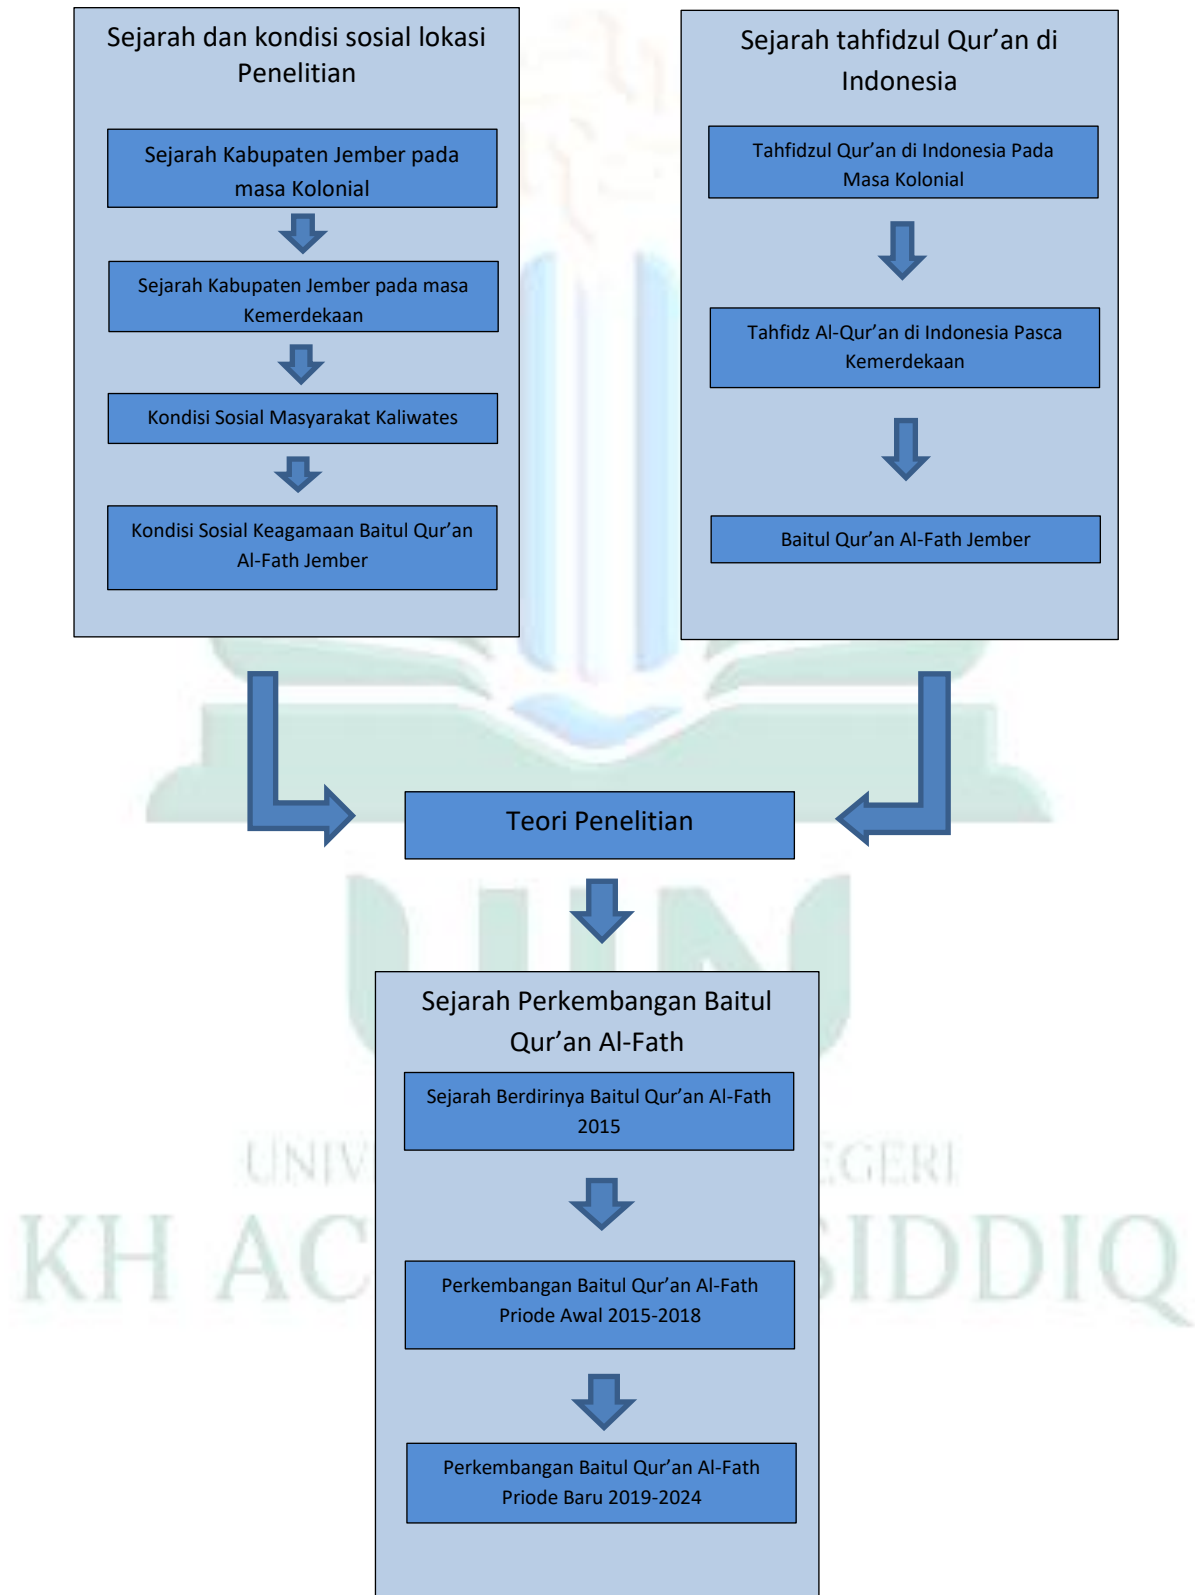 Sejarah dan kondisi sosial lokasi
Penelitian
Sejarah Kabupaten Jember pada
masa Kolonial
Sejarah Kabupaten Jember pada masa
Kemerdekaan
Kondisi Sosial Masyarakat Kaliwates
Kondisi Sosial Keagamaan Baitul Qur’an
Al-Fath Jember
Sejarah tahfidzul Qur’an di
Indonesia
Tahfidzul Qur’an di Indonesia Pada
Masa Kolonial
Tahfidz Al-Qur’an di Indonesia Pasca
Kemerdekaan
Baitul Qur’an Al-Fath Jember
Teori Penelitian
Sejarah Perkembangan Baitul
Qur’an Al-Fath
Sejarah Berdirinya Baitul Qur’an Al-Fath
2015
Perkembangan Baitul Qur’an Al-Fath
Priode Awal 2015-2018
Perkembangan Baitul Qur’an Al-Fath
Priode Baru 2019-2024
KH